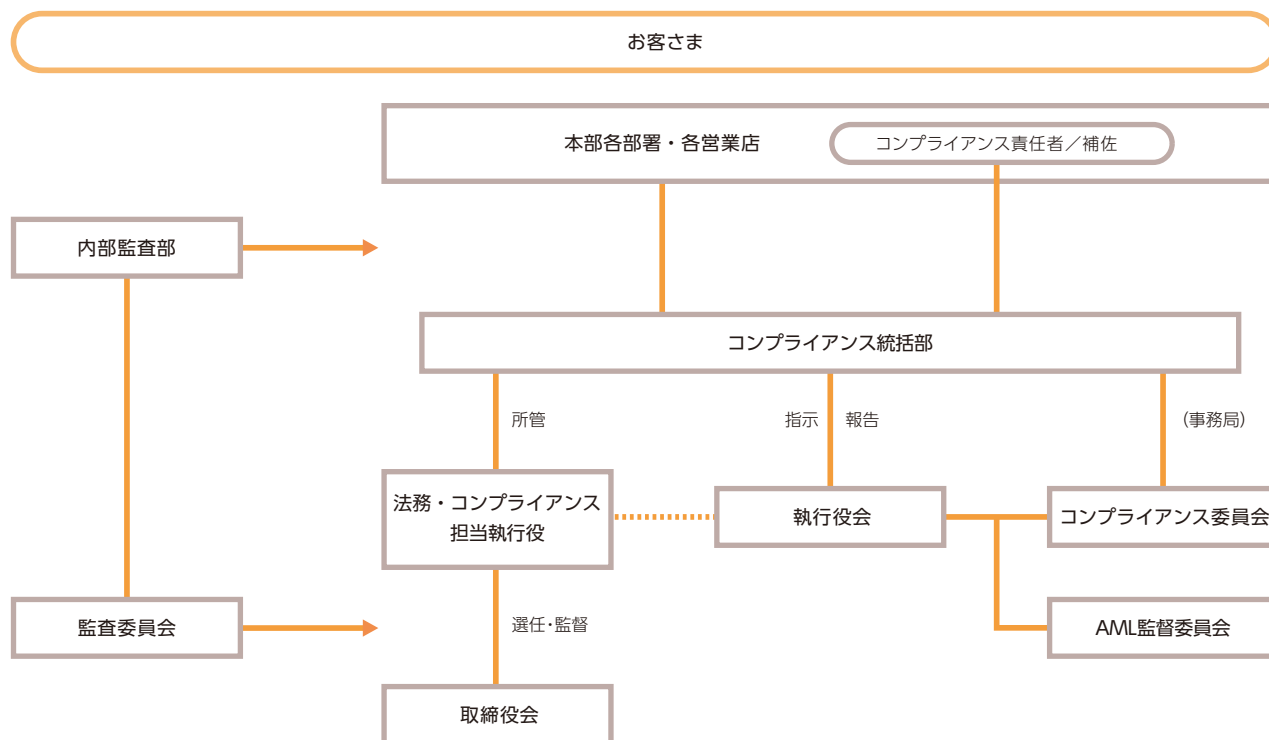 お客さま
本部各部署・各営業店
コンプライアンス責任者／補佐
内部監査部
コンプライアンス統括部
所管
指示
報告
(事務局)
法務・コンプライアンス
担当執行役
執行役会
コンプライアンス委員会
監査委員会
選任・監督
AML監督委員会
取締役会